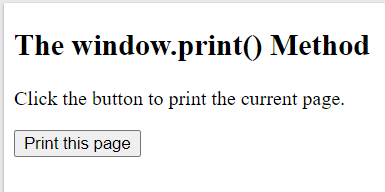 The window.print() Method
Click the button to print the current page.
Print this page